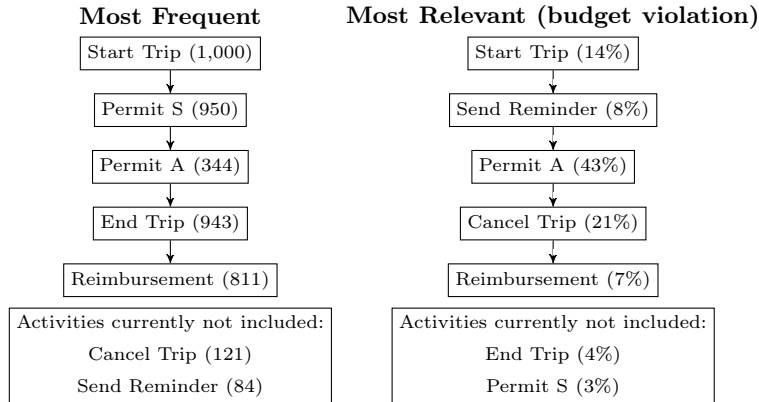 Most Frequent
Start Trip (1,000)
Permit S (950)
Permit A (344)
End Trip (943)
Reimbursement (811)
Activities currently not included:
Cancel Trip (121)
Send Reminder (84)
Most Relevant (budget violation)
Start Trip (14%)
Send Reminder (8%)
Permit A (43%)
Cancel Trip (21%)
Reimbursement (7%)
Activities currently not included:
End Trip (4%)
Permit S (3%)